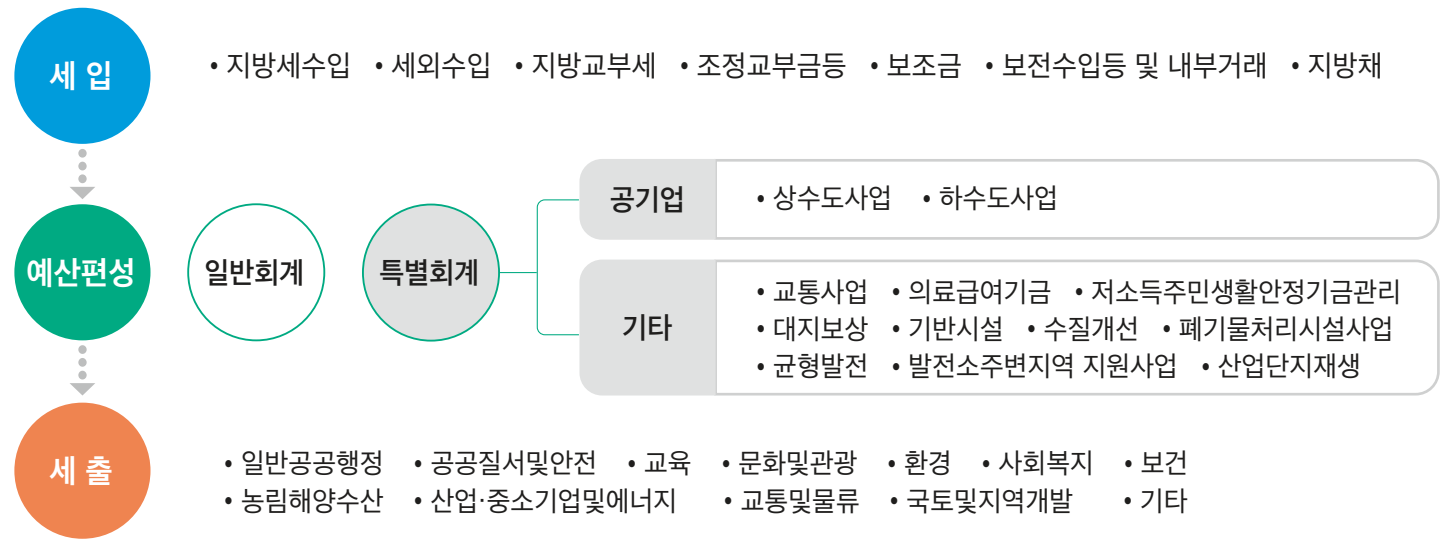 세 입
• 지방세수입 • 세외수입 • 지방교부세 • 조정교부금등 • 보조금 • 보전수입등 및 내부거래 • 지방채
예산편성
일반회계
특별회계
공기업
• 상수도사업 • 하수도사업
기타
• 교통사업 • 의료급여기금 • 저소득주민생활안정기금관리
• 대지보상 • 기반시설 • 수질개선 • 폐기물처리시설사업
• 균형발전 • 발전소주변지역 지원사업 • 산업단지재생
세 출
• 일반공공행정 • 공공질서및안전 • 교육 • 문화및관광 • 환경 • 사회복지 • 보건
• 농림해양수산 • 산업·중소기업및에너지 • 교통및물류 • 국토및지역개발 • 기타